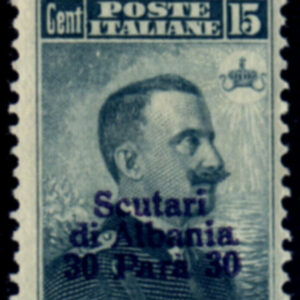 Cent POSTE ITALIANE 15
Scutari
di Albania
30 Para 30